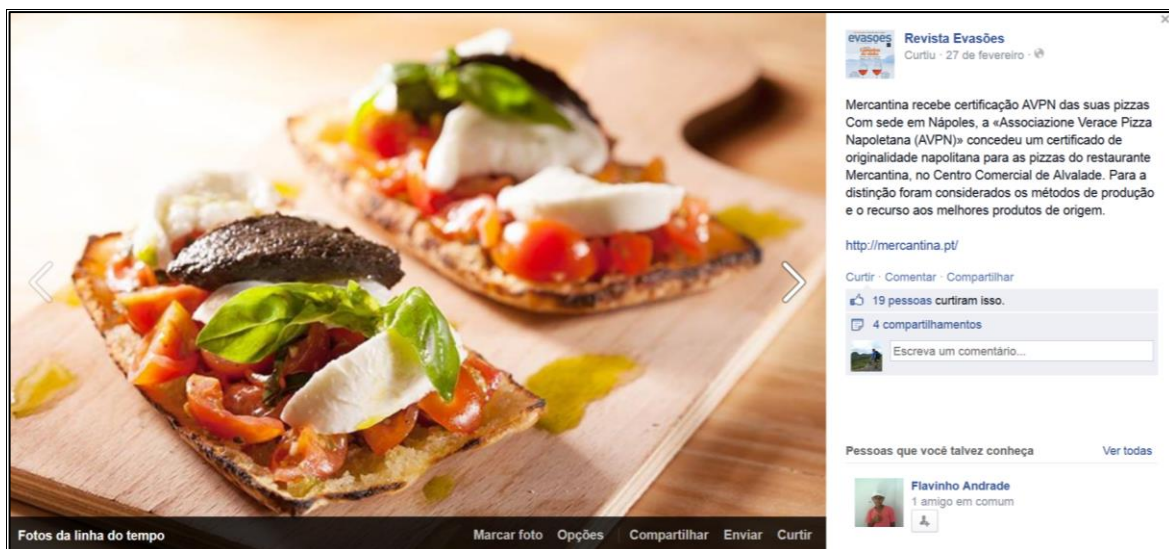 ×
evasões
Revista Evasões
Curtiu · 27 de fevereiro ·
Mercantina recebe certificação AVPN das suas pizzas
Com sede em Nápoles, a «Associazione Verace Pizza
Napoletana (AVPN)» concedeu um certificado de
originalidade napolitana para as pizzas do restaurante
Mercantina, no Centro Comercial de Alvalade. Para a
distinção foram considerados os métodos de produção
e o recurso aos melhores produtos de origem.
http://mercantina.pt/
Curtir · Comentar · Compartilhar
19 pessoas curtiram isso.
4 compartilhamentos
Escreva um comentário...
Pessoas que você talvez conheça Ver todas
Flavinho Andrade
1 amigo em comum
Fotos da linha do tempo Marcar foto Opções Compartilhar Enviar Curtir